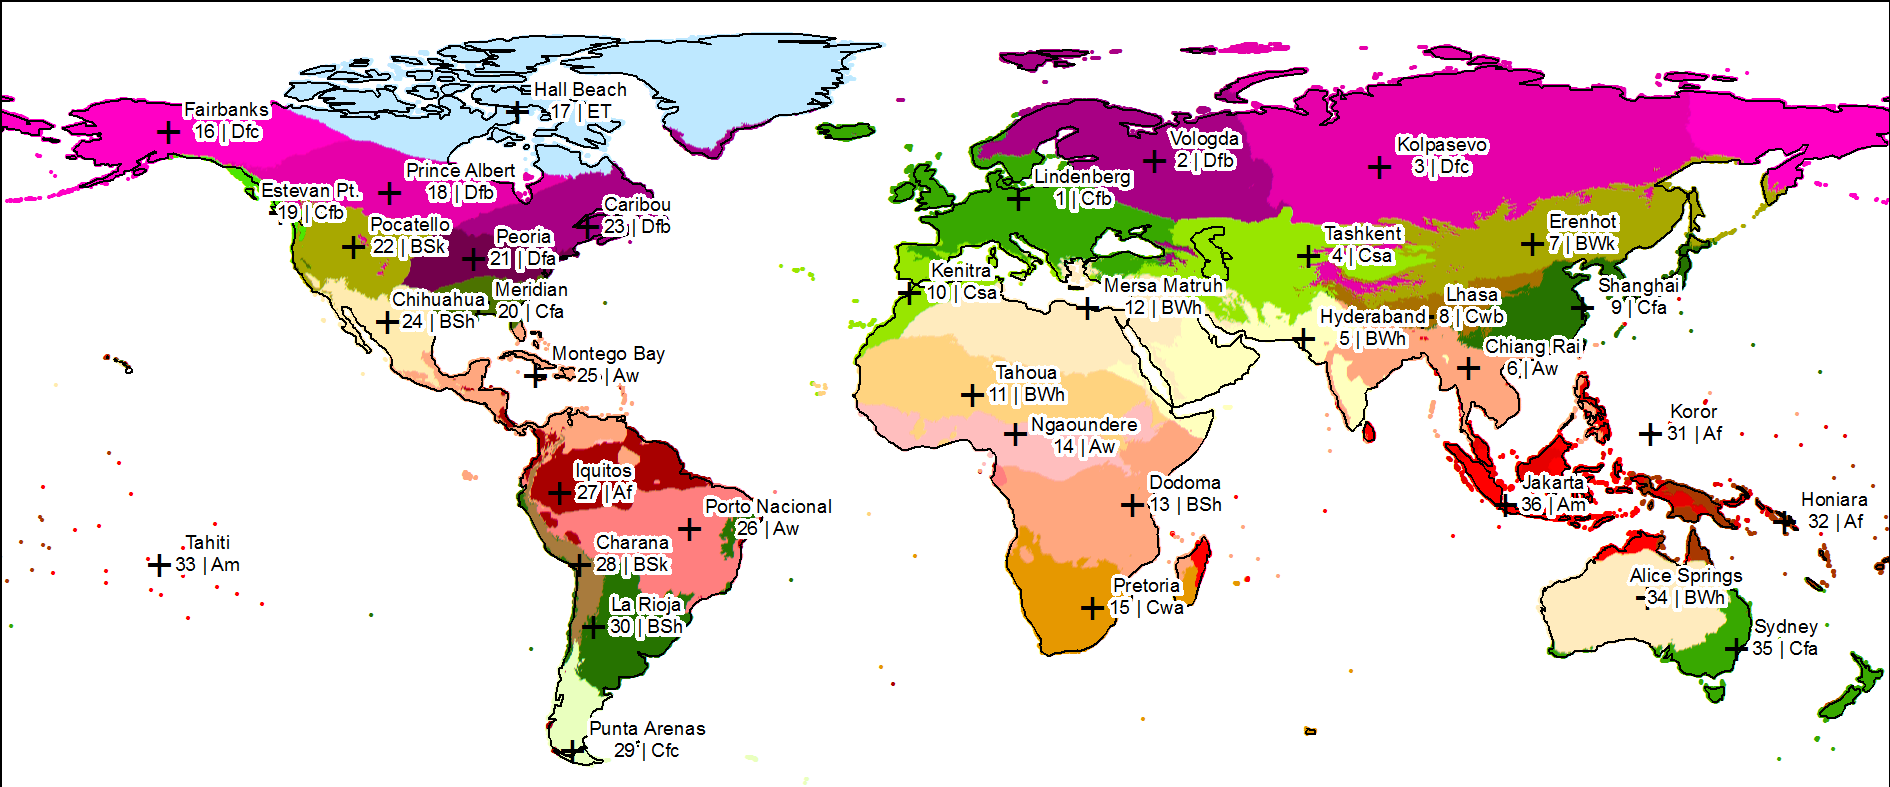 Hall Beach
17 | ET
Fairbanks
16 | Dfc
Vologda
2 | Dfb
Kolpasevo
3 | Dfc
Prince Albert
18 | Dfb
Lindenberg
1 | Cfb
Estevan Pt.
19 | Cfb
Caribou
23 | Dfb
Pocatello
22 | BSk
Peoria
21 | Dfa
Erenhot
7 | BWk
Tashkent
4 | Csa
Kenitra
10 | Csa
Mersa Matruh
12 | BWh
Meridian
20 | Cfa
Chihuahua
24 | BSh
Shanghai
9 | Cfa
Lhasa
8 | Cwb
Hyderaband
5 | BWh
Chiang Rai
6 | Aw
Montego Bay
25 | Aw
Tahoua
11 | BWh
Ngaoundere
14 | Aw
Koror
31 | Af
Iquitos
27 | Af
Dodoma
13 | BSh
Jakarta
36 | Am
Porto Nacional
26 | Aw
Honiara
32 | Af
Tahiti
33 | Am
Charana
28 | BSk
Pretoria
15 | Cwa
Alice Springs
34 | BWh
La Rioja
30 | BSh
Sydney
35 | Cfa
Punta Arenas
29 | Cfc